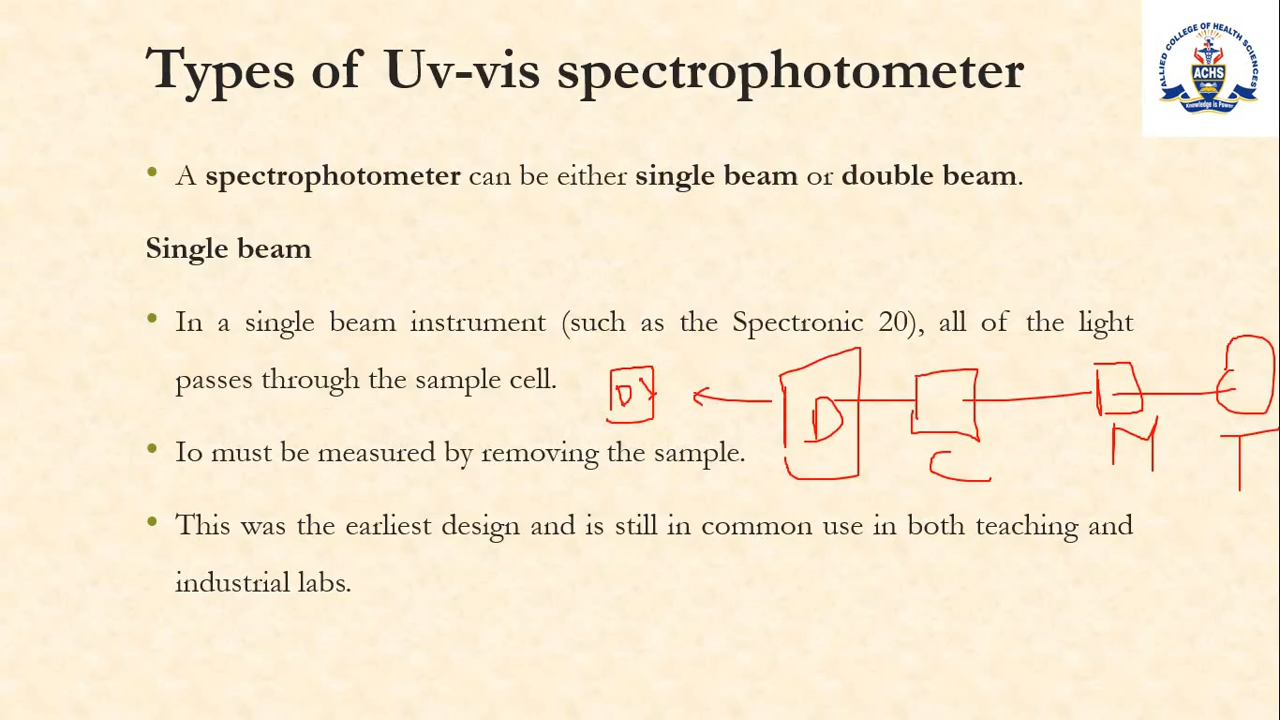 Types of Uv-vis spectrophotometer
ALLIED COLLEGE OF HEALTH SCIENCES
ACHS
Knowledge is Power
• A spectrophotometer can be either single beam or double beam.
Single beam
• In a single beam instrument (such as the Spectronic 20), all of the light
passes through the sample cell.
D
D
C
M
T
• Io must be measured by removing the sample.
• This was the earliest design and is still in common use in both teaching and
industrial labs.